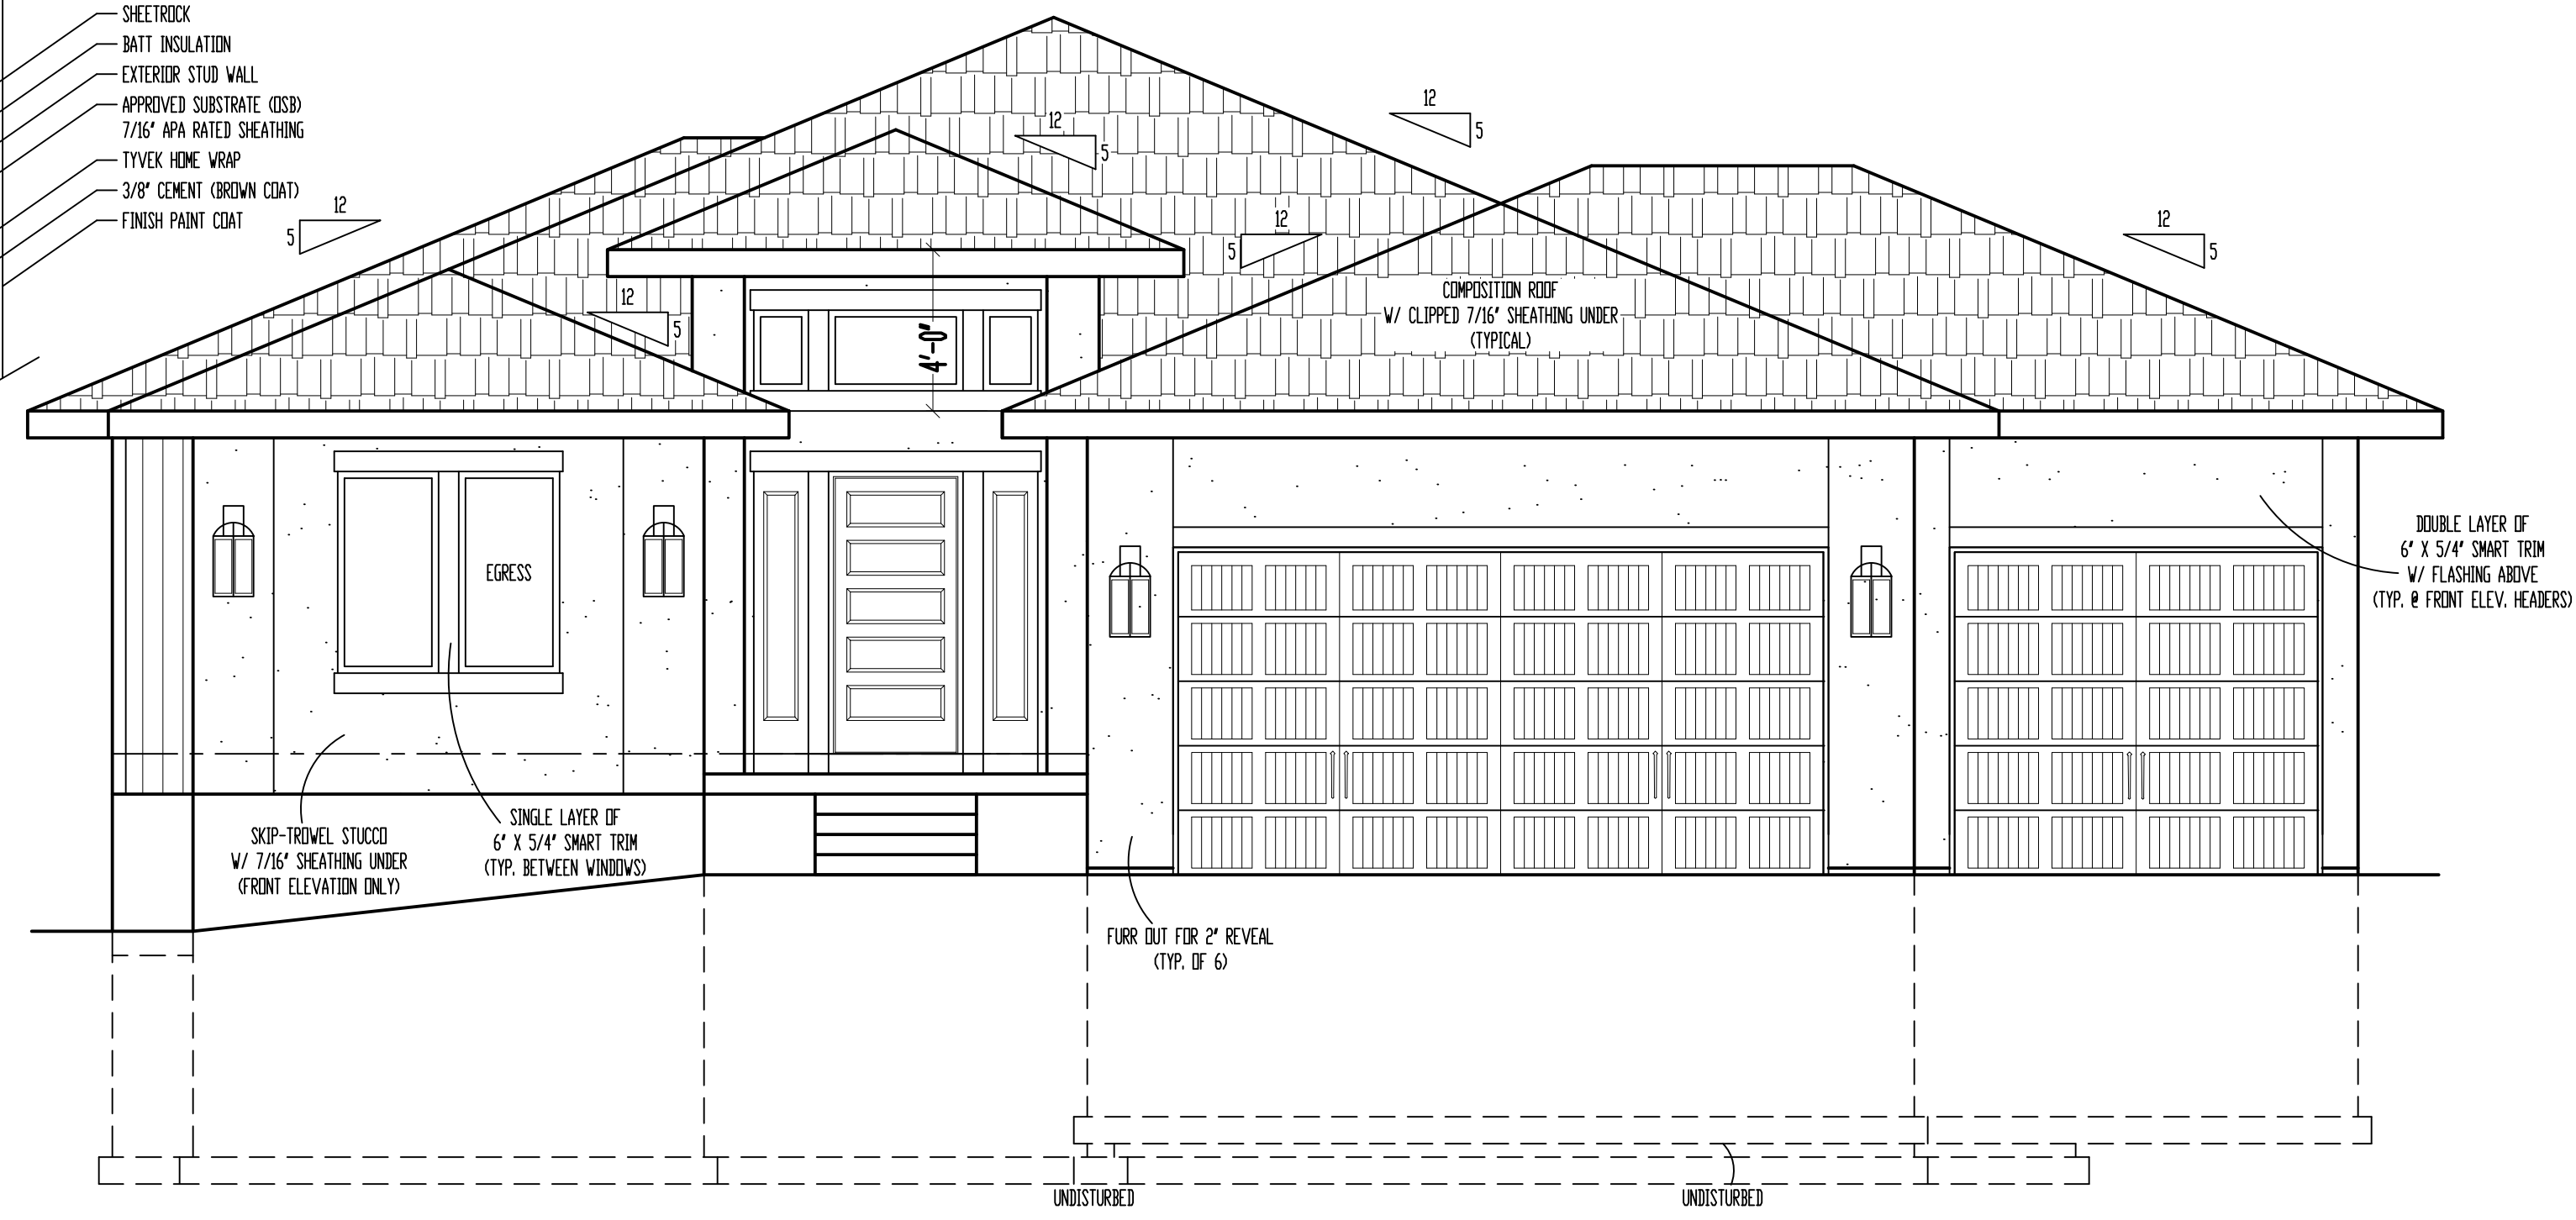 SHEETROCK
BATT INSULATION
EXTERIOR STUD WALL
APPROVED SUBSTRATE (OSB)
7/16" APA RATED SHEATHING
TYVEK HOME WRAP
3/8" CEMENT (BROWN COAT)
FINISH PAINT COAT
12
5
12
5
12
5
12
5
12
5
12
5
4'-0"
COMPOSITION ROOF
W/ CLIPPED 7/16" SHEATHING UNDER
(TYPICAL)
EGRESS
DOUBLE LAYER OF
6" X 5/4" SMART TRIM
W/ FLASHING ABOVE
(TYP. @ FRONT ELEV. HEADERS)
SKIP-TROWEL STUCCO
W/ 7/16" SHEATHING UNDER
(FRONT ELEVATION ONLY)
SINGLE LAYER OF
6" X 5/4" SMART TRIM
(TYP. BETWEEN WINDOWS)
FURR OUT FOR 2" REVEAL
(TYP. OF 6)
UNDISTURBED
UNDISTURBED